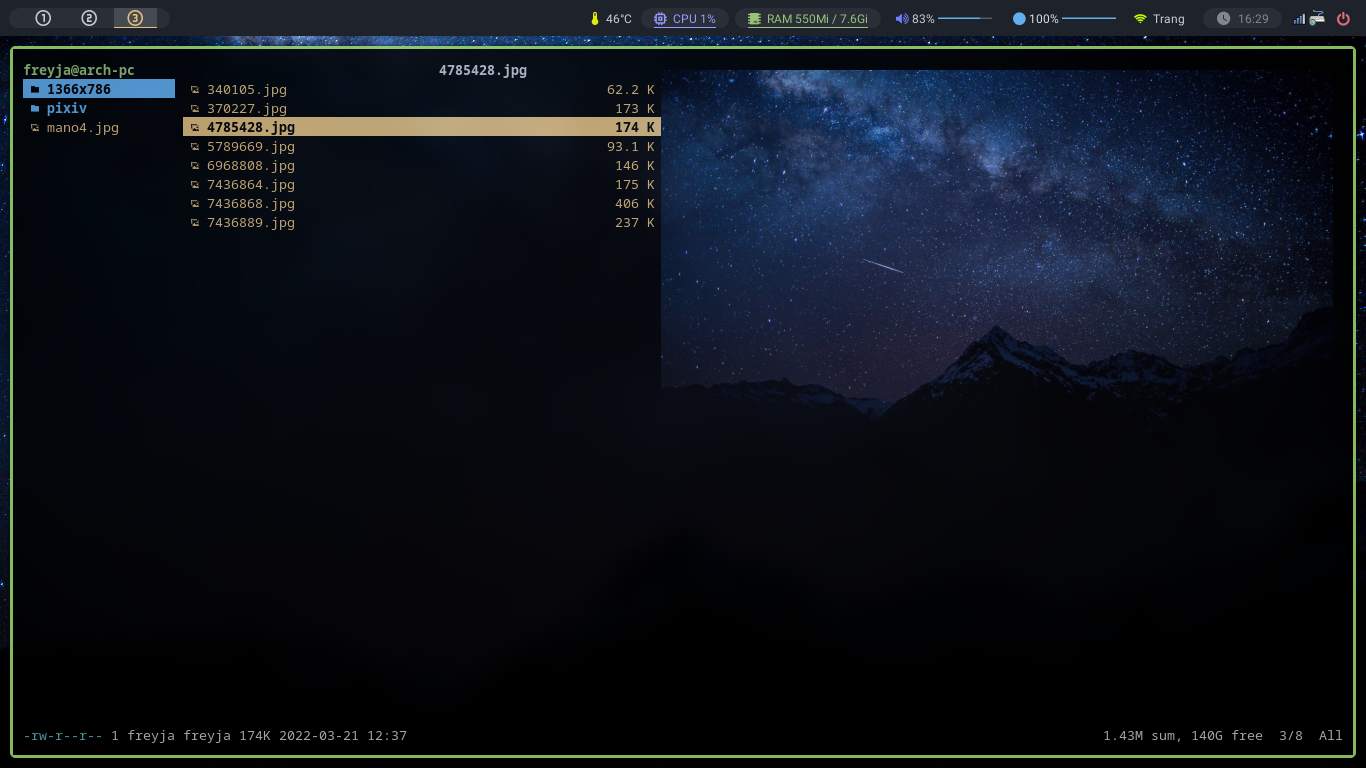 1 2 3 46°C CPU 1% RAM 550Mi / 7.6Gi 83% 100% Trang 16:29
freyja@arch-pc 4785428.jpg
1366x786 340105.jpg 62.2 K
pixiv 370227.jpg 173 K
mano4.jpg 4785428.jpg 174 K
5789669.jpg 93.1 K
6968808.jpg 146 K
7436864.jpg 175 K
7436868.jpg 406 K
7436889.jpg 237 K
-rw-r--r-- 1 freyja freyja 174K 2022-03-21 12:37 1.43M sum, 140G free 3/8 All